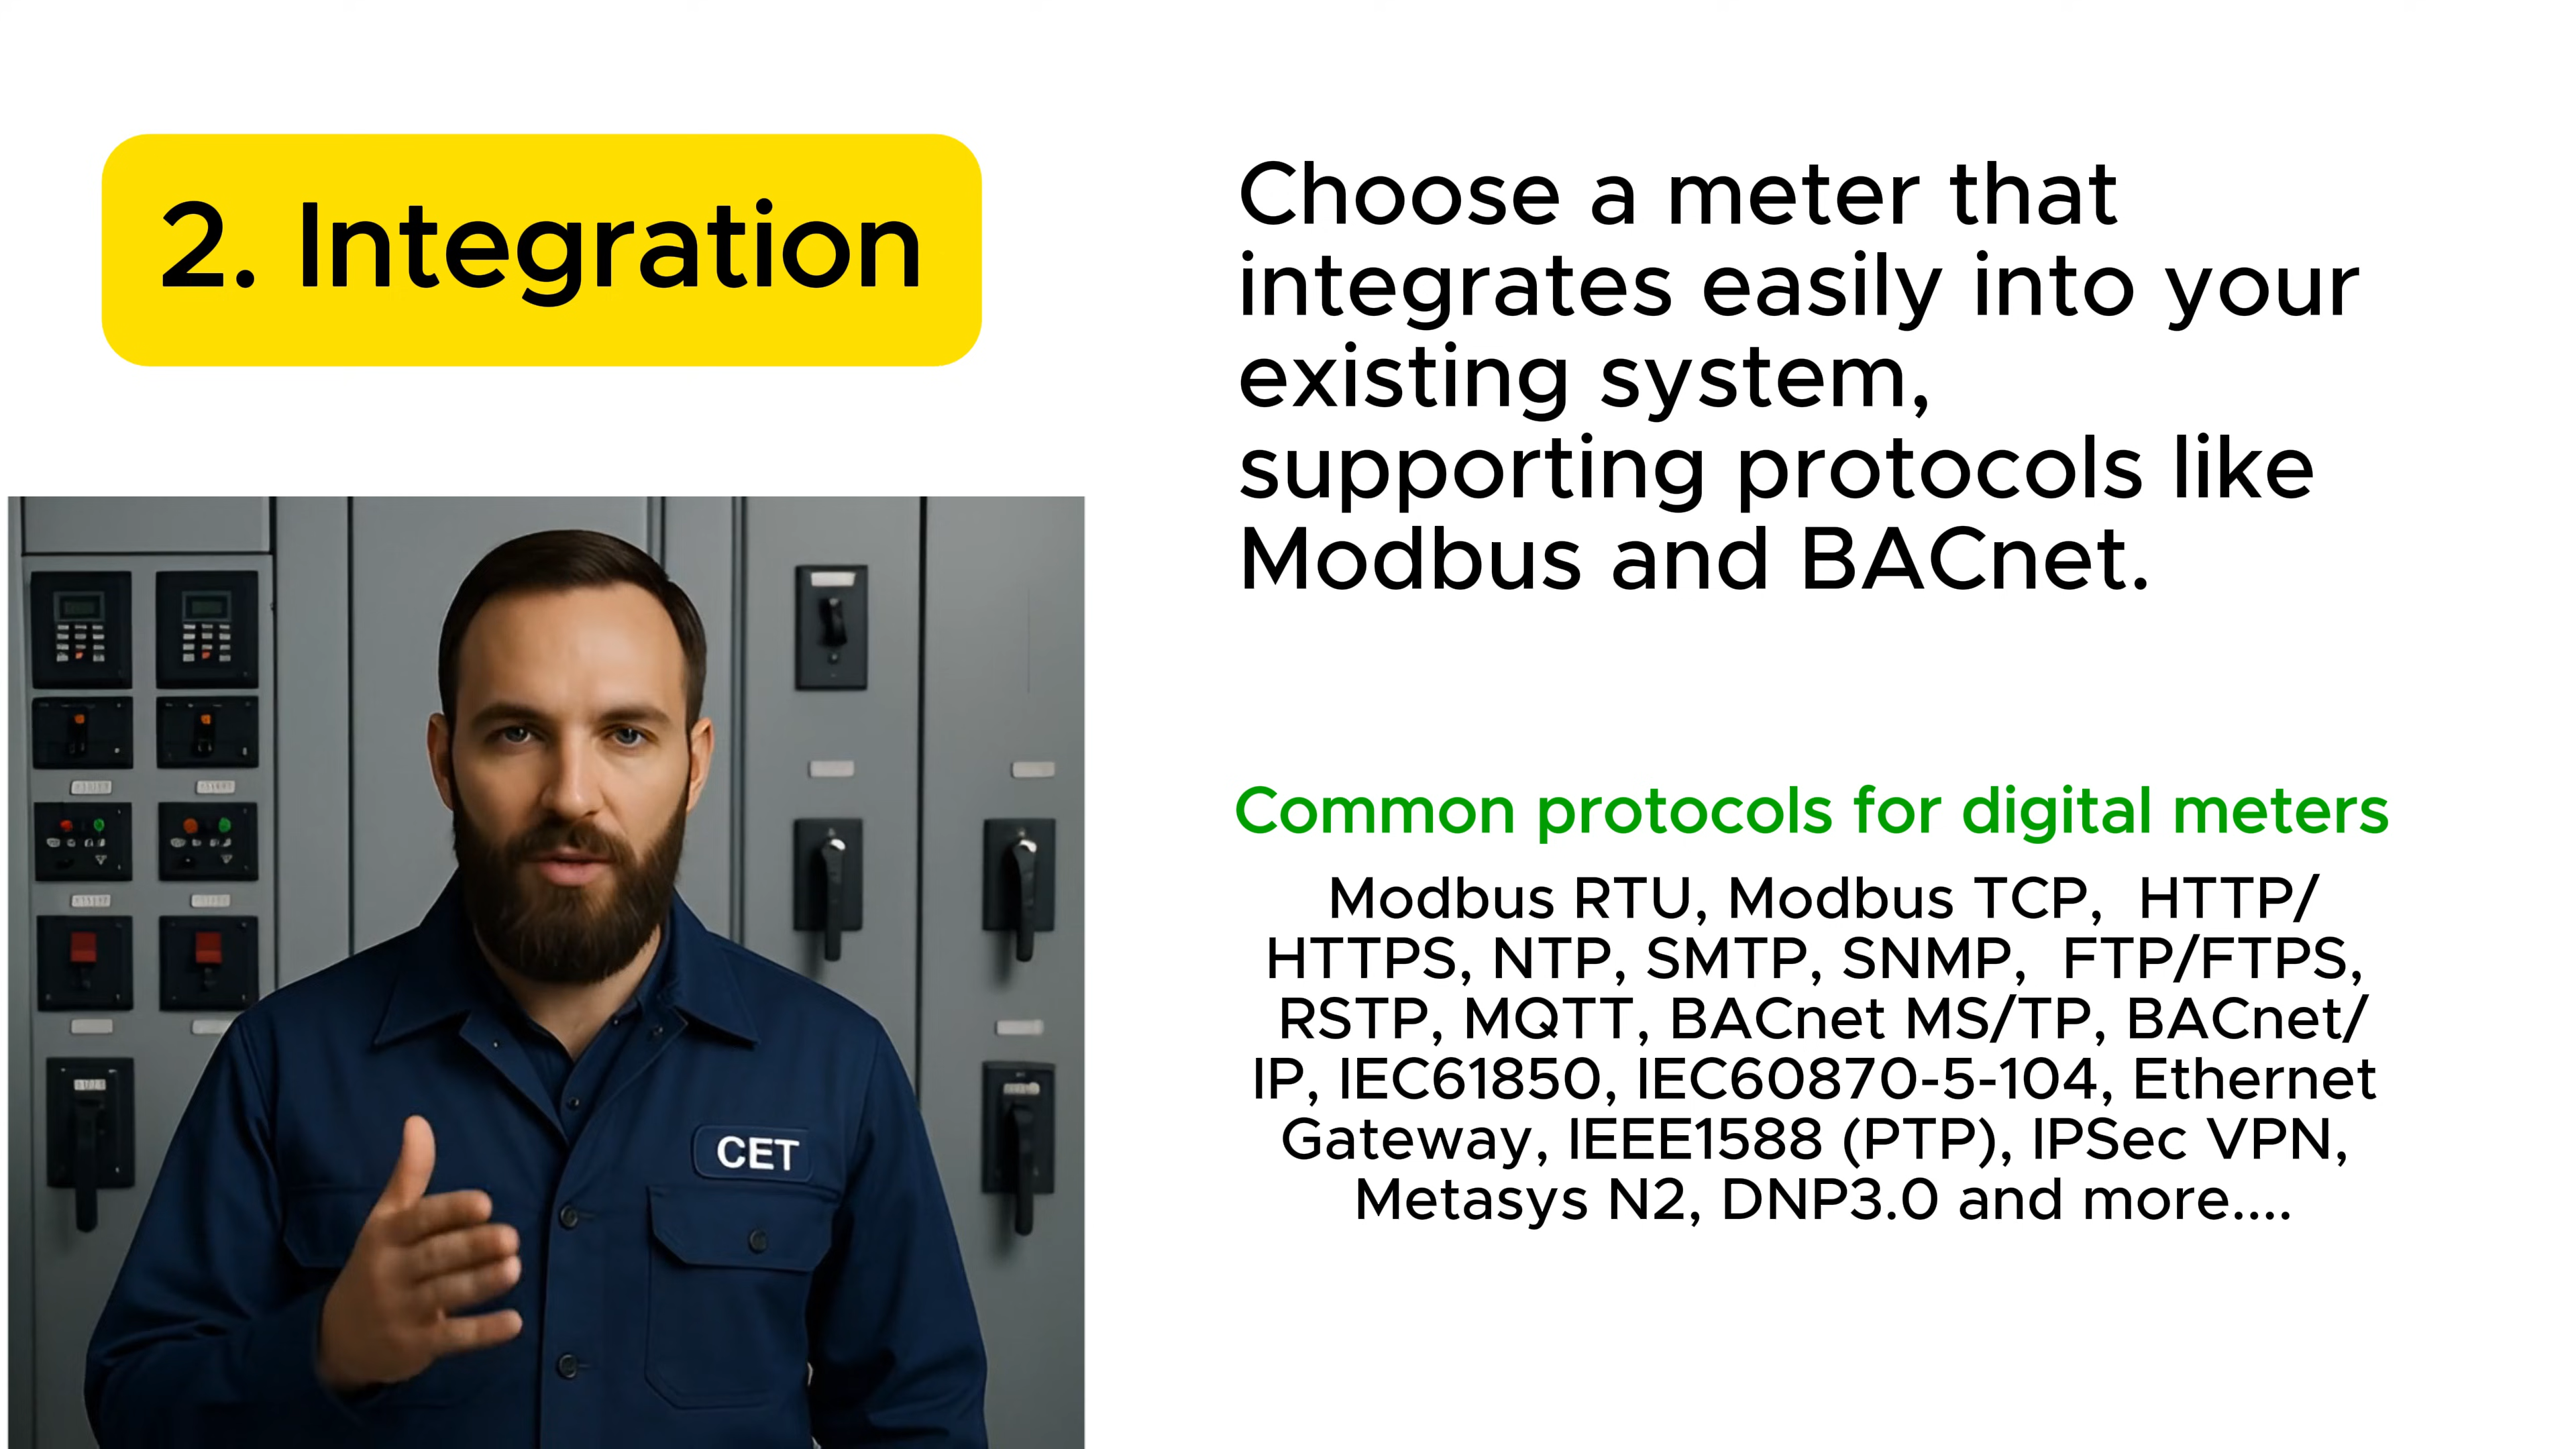 2. Integration
Choose a meter that
integrates easily into your
existing system,
supporting protocols like
Modbus and BACnet.
Common protocols for digital meters
Modbus RTU, Modbus TCP, HTTP/
HTTPS, NTP, SMTP, SNMP, FTP/FTPS,
RSTP, MQTT, BACnet MS/TP, BACnet/
IP, IEC61850, IEC60870-5-104, Ethernet
Gateway, IEEE1588 (PTP), IPSec VPN,
Metasys N2, DNP3.0 and more....
CET